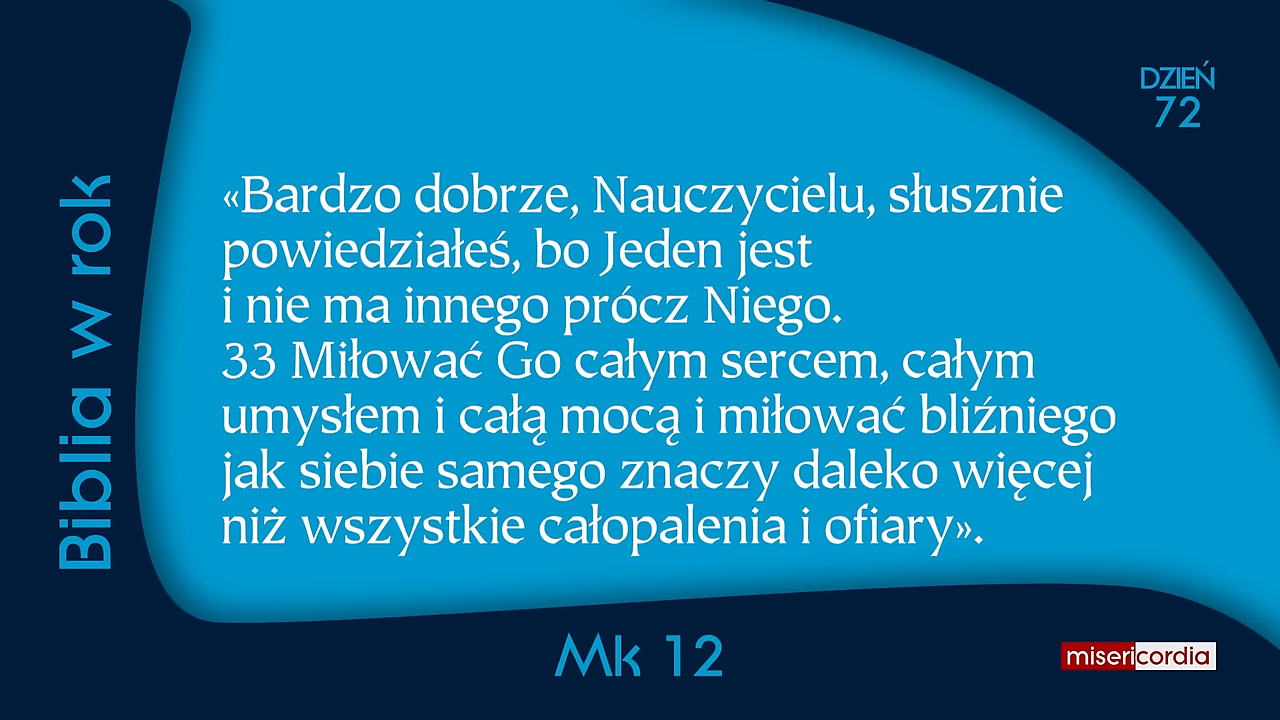 DZIEŃ
72
Biblia w rok
«Bardzo dobrze, Nauczycielu, słusznie
powiedziałeś, bo Jeden jest
i nie ma innego prócz Niego.
33 Miłować Go całym sercem, całym
umysłem i całą mocą i miłować bliźniego
jak siebie samego znaczy daleko więcej
niż wszystkie całopalenia i ofiary».
Mk 12
misericordia